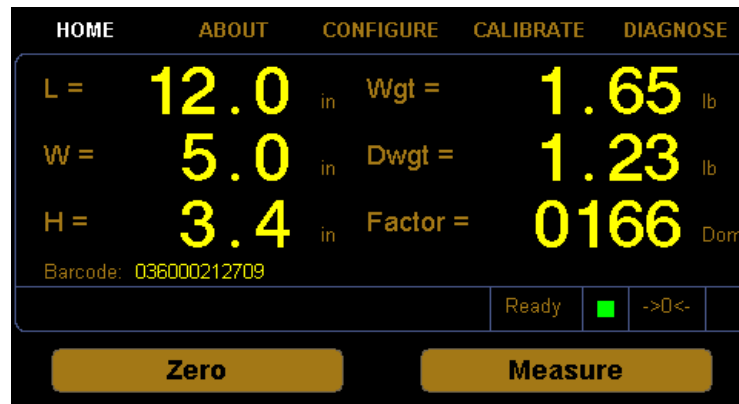 HOME ABOUT CONFIGURE CALIBRATE DIAGNOSE
L = 12.0 in Wgt = 1.65 lb
W = 5.0 in Dwgt = 1.23 lb
H = 3.4 in Factor = 0166 Dom
Barcode: 036000212709
Ready ->0<-
Zero Measure